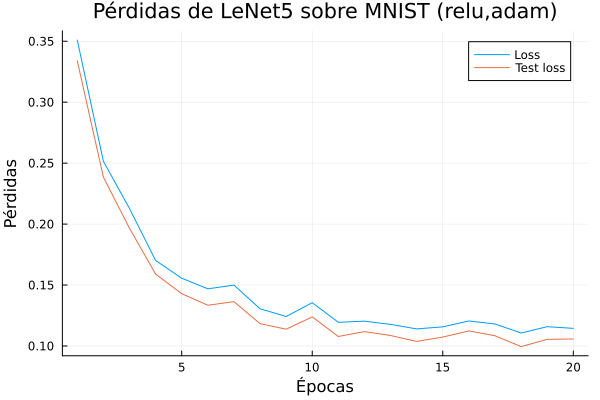 Pérdidas de LeNet5 sobre MNIST (relu,adam)
Loss
Test loss
0.35
0.30
0.25
0.20
0.15
0.10
Pérdidas
5
10
15
20
Épocas